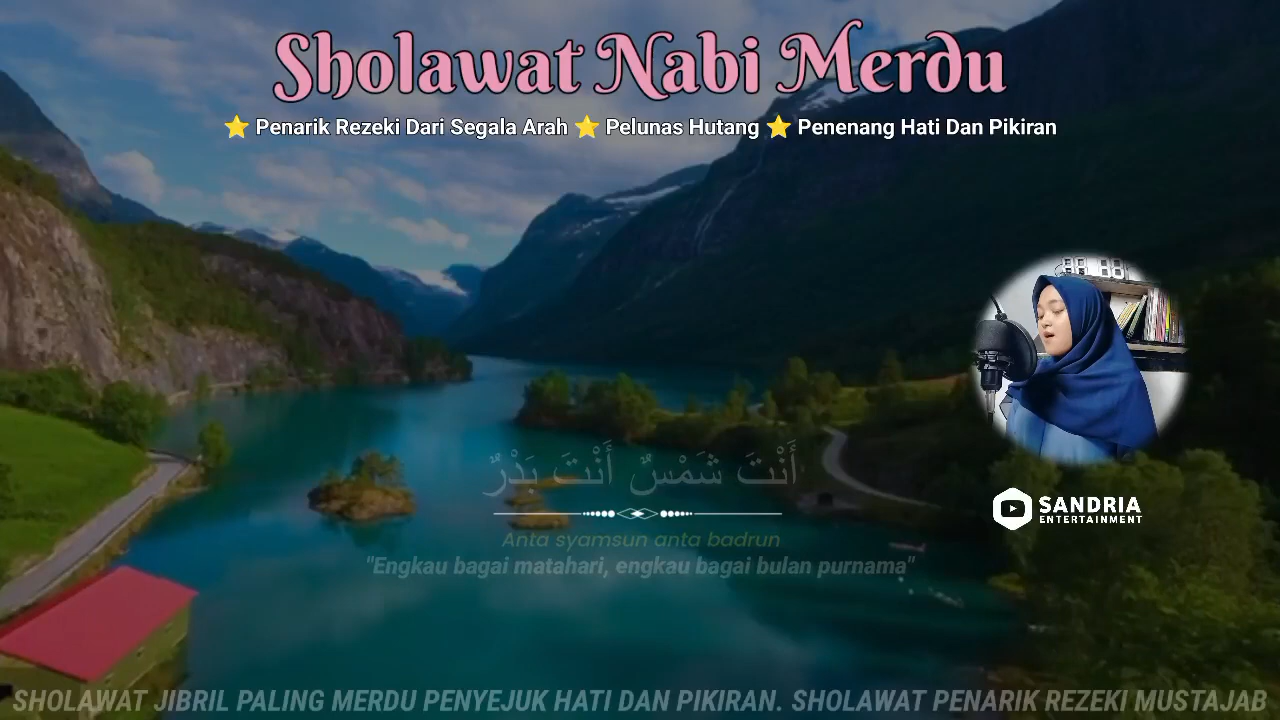 Sholawat Nabi Merdu
⭐ Penarik Rezeki Dari Segala Arah ⭐ Pelunas Hutang ⭐ Penenang Hati Dan Pikiran
أَنْتَ شَمْسٌ أَنْتَ بَدْرٌ
Anta syamsun anta badrun
"Engkau bagai matahari, engkau bagai bulan purnama"
SANDRIA
ENTERTAINMENT
SHOLAWAT JIBRIL PALING MERDU PENYEJUK HATI DAN PIKIRAN. SHOLAWAT PENARIK REZEKI MUSTAJAB